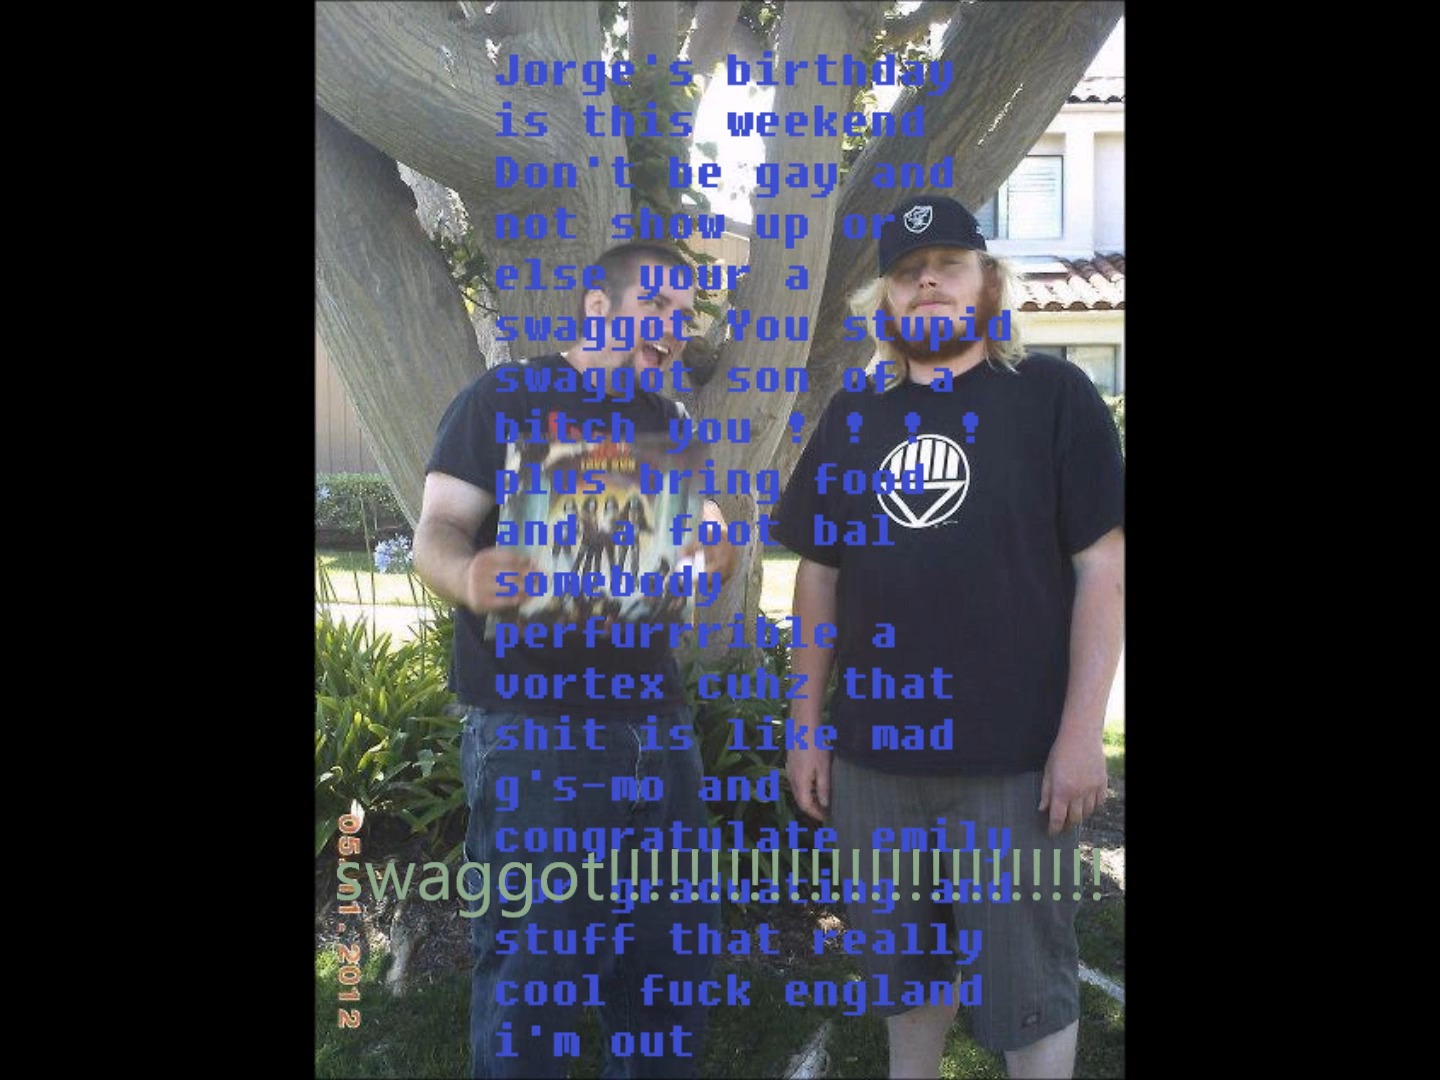 Jorge's birthday
is this weekend
Don't be gay and
not show up or
else your a
swaggot You stupid
swaggot son of a
bitch you ! ! ! !
plus bring food
and a foot bal
somebody
perfurrrible a
vortex cuhz that
shit is like mad
g's-mo and
congratulate emily
swaggot!!!!!!!!!!!!!!!!!!!!!!!!!
for graduating and
stuff that really
cool fuck england
i'm out
05.11.2012